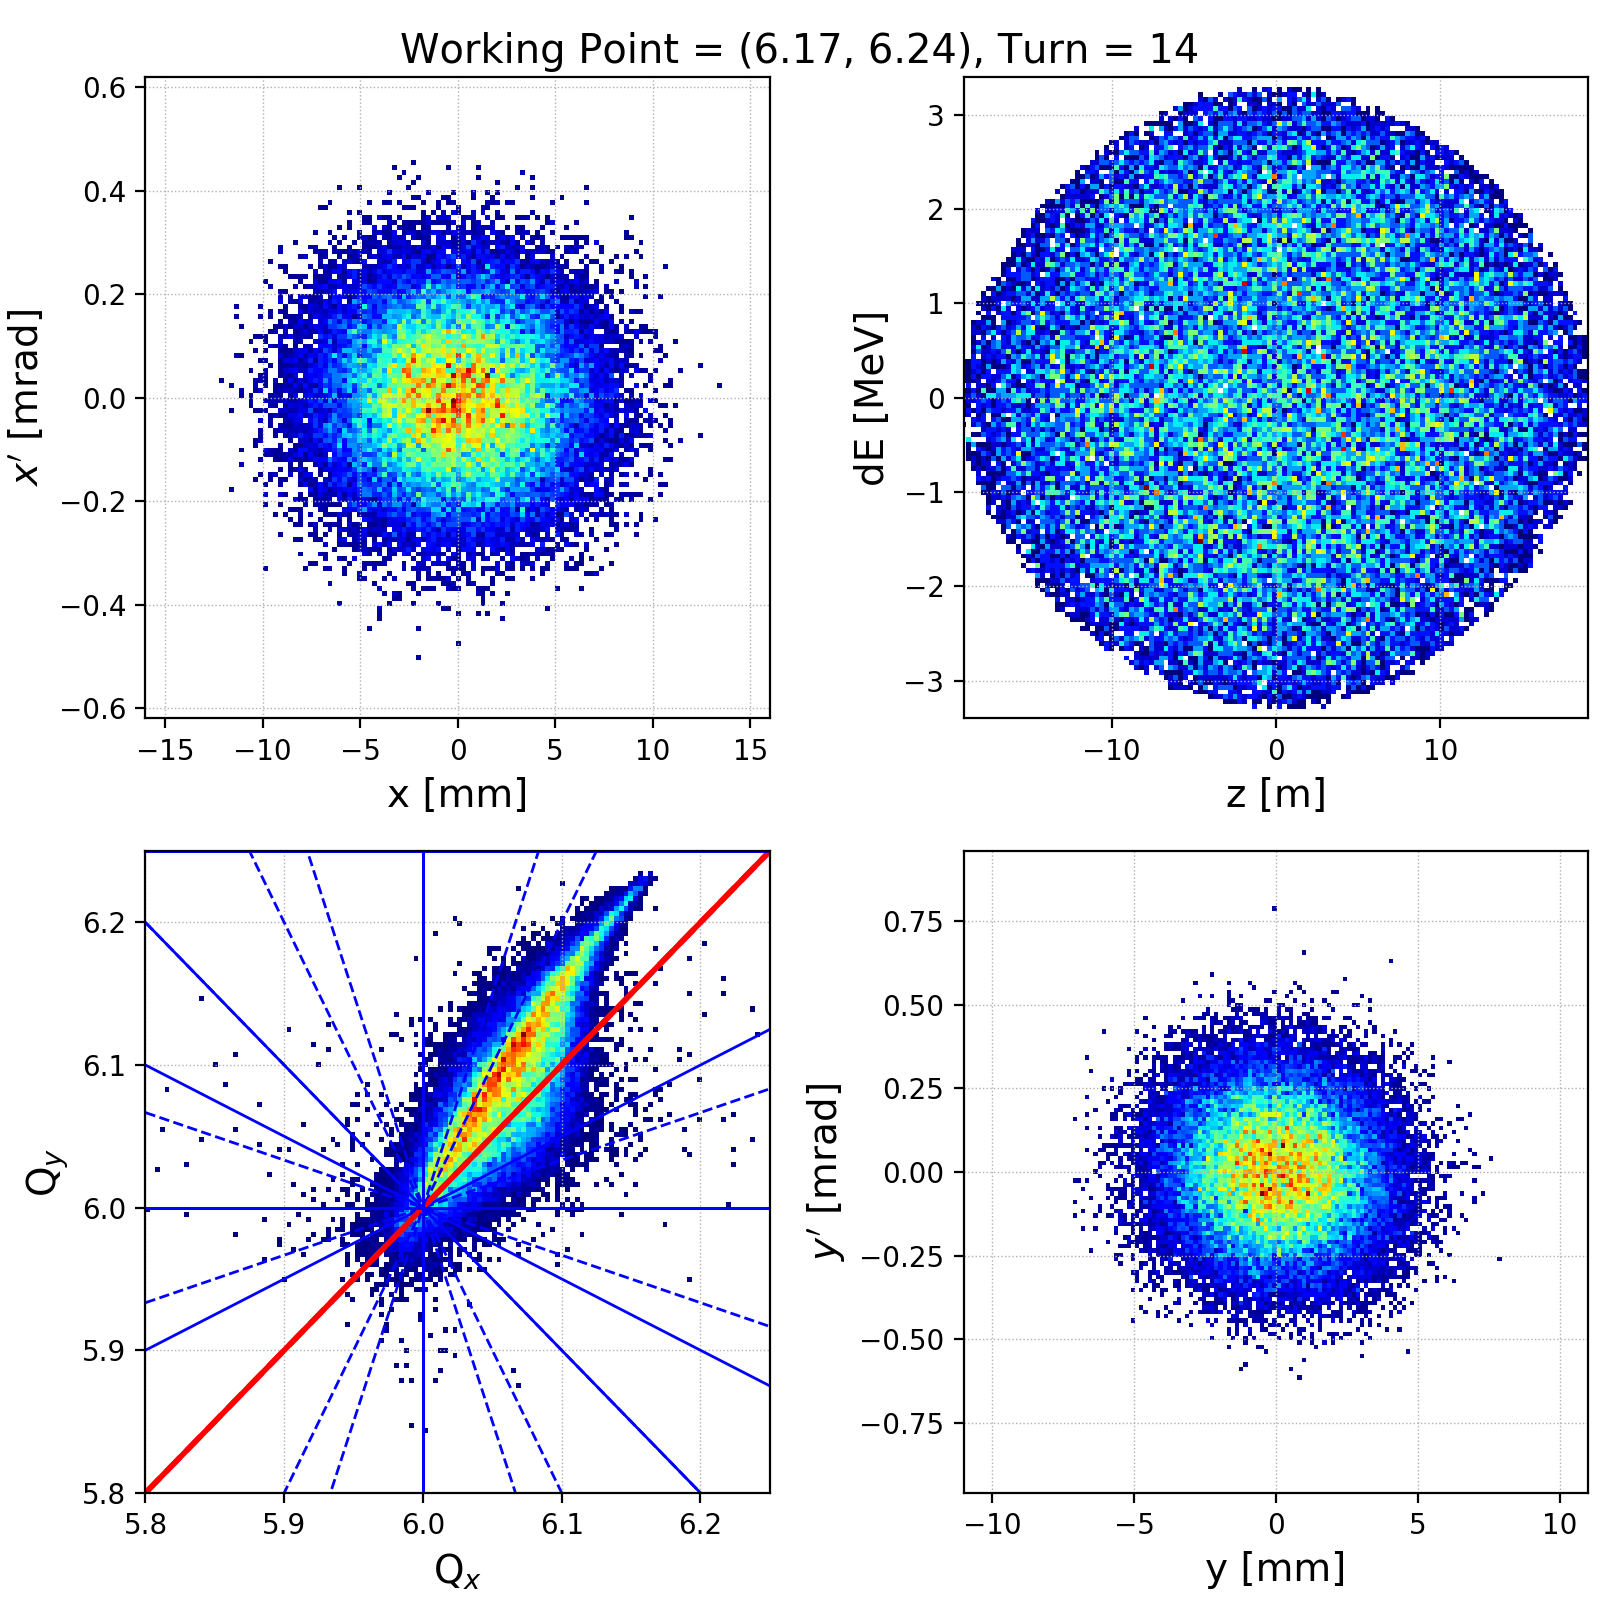 Working Point = (6.17, 6.24), Turn = 14
0.6
0.4
0.2
0.0
−0.2
−0.4
−0.6
x′ [mrad]
−15 −10 −5 0 5 10 15
x [mm]
3
2
1
0
−1
−2
−3
dE [MeV]
−10 0 10
z [m]
6.2
6.1
6.0
5.9
5.8
Qy
5.8 5.9 6.0 6.1 6.2
Qx
0.75
0.50
0.25
0.00
−0.25
−0.50
−0.75
y′ [mrad]
−10 −5 0 5 10
y [mm]